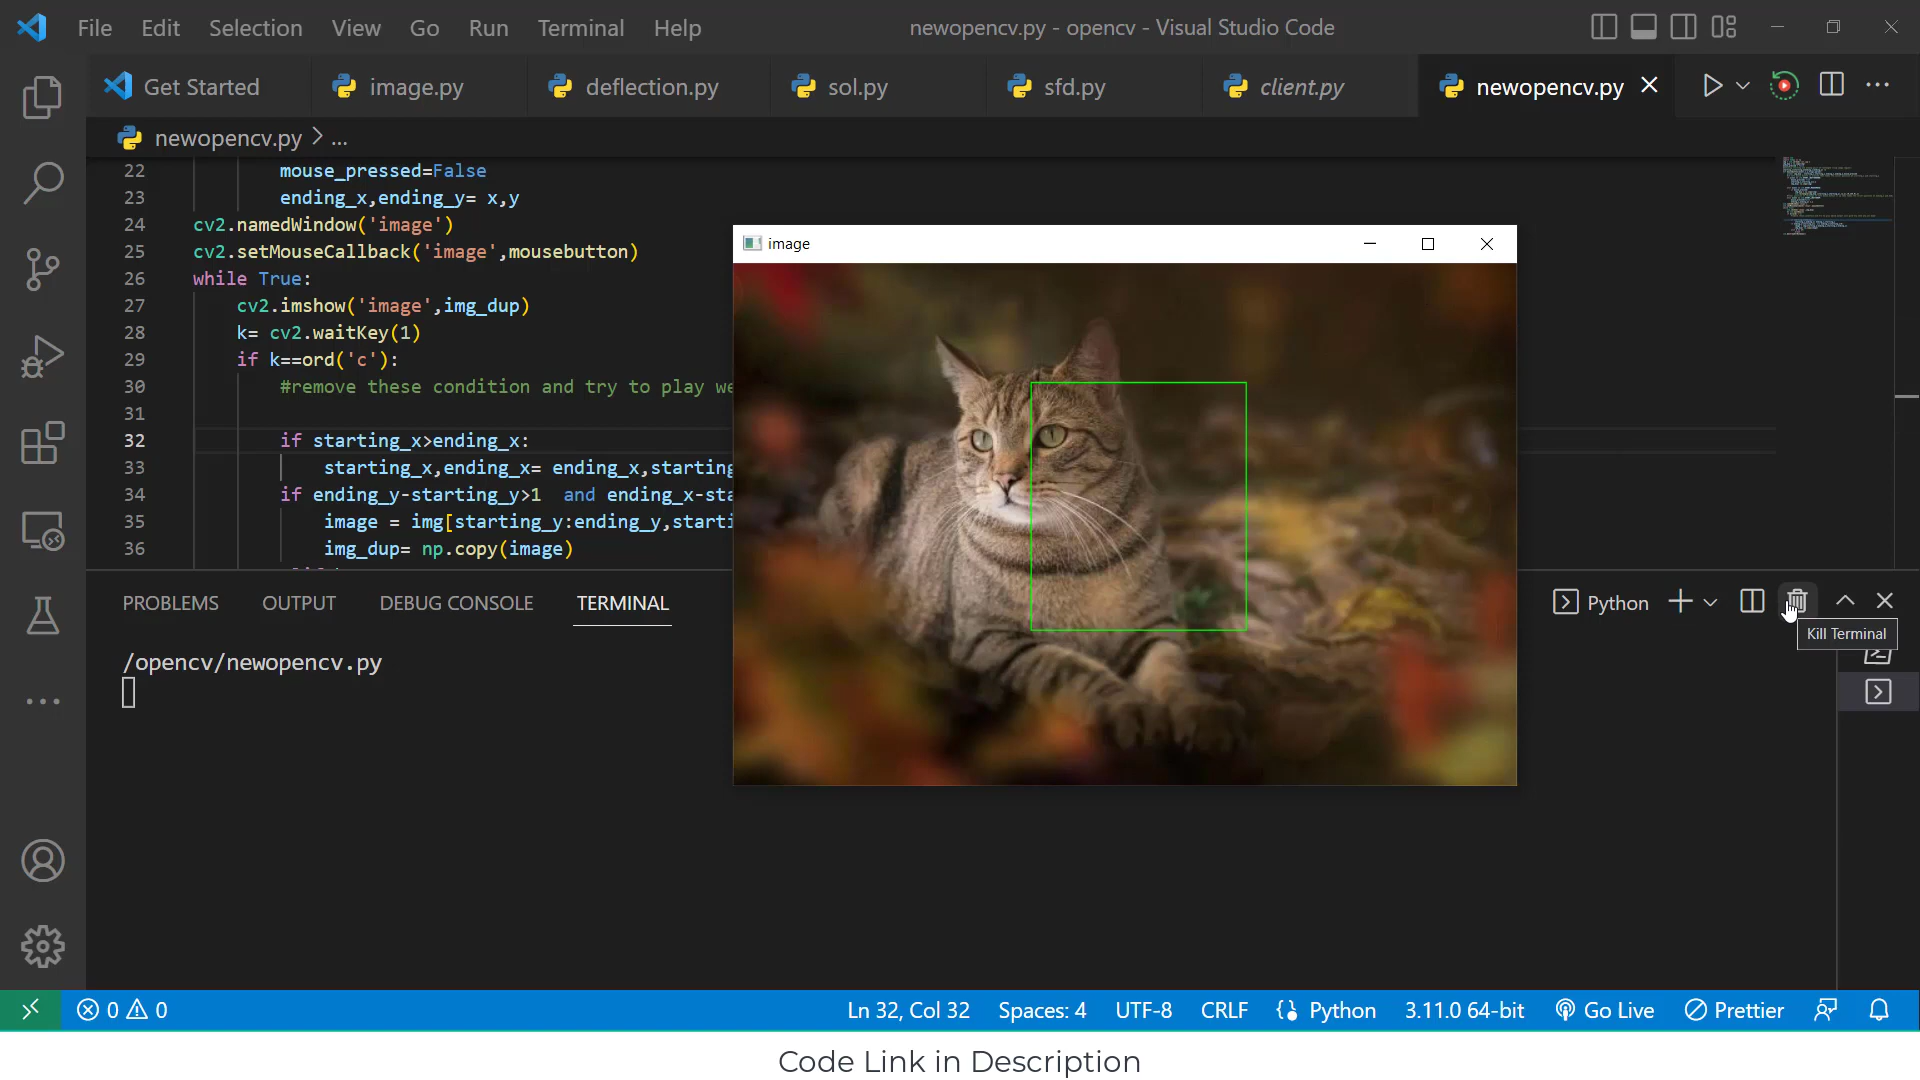 File Edit Selection View Go Run Terminal Help newopencv.py - opencv - Visual Studio Code
Get Started image.py deflection.py sol.py sfd.py client.py newopencv.py
newopencv.py > ...
22 mouse_pressed=False
23 ending_x,ending_y= x,y
24 cv2.namedWindow('image')
25 cv2.setMouseCallback('image',mousebutton)
26 while True:
27 cv2.imshow('image',img_dup)
28 k= cv2.waitKey(1)
29 if k==ord('c'):
30 #remove these condition and try to play we
31
32 if starting_x>ending_x:
33 starting_x,ending_x= ending_x,starting
34 if ending_y-starting_y>1 and ending_x-sta
35 image = img[starting_y:ending_y,starti
36 img_dup= np.copy(image)
image
PROBLEMS OUTPUT DEBUG CONSOLE TERMINAL Python
Kill Terminal
/opencv/newopencv.py
0 0 Ln 32, Col 32 Spaces: 4 UTF-8 CRLF {} Python 3.11.0 64-bit Go Live Prettier
Code Link in Description